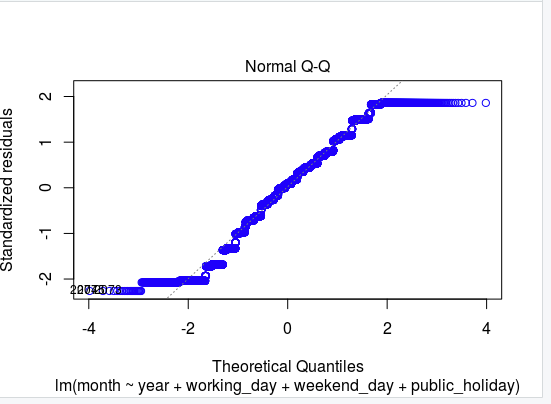 Normal Q-Q
Standardized residuals
2
1
0
-1
-2
-4
-2
0
2
4
Theoretical Quantiles
lm(month ~ year + working_day + weekend_day + public_holiday)